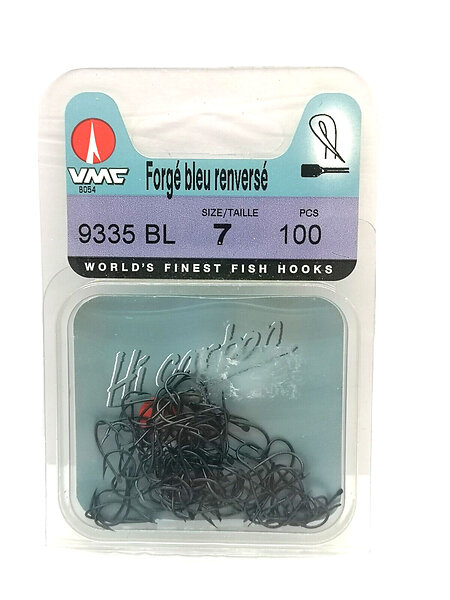 VMC
B054
Forgé bleu renversé
SIZE/TAILLE PCS
9335 BL 7 100
WORLD'S FINEST FISH HOOKS
Hi carbon